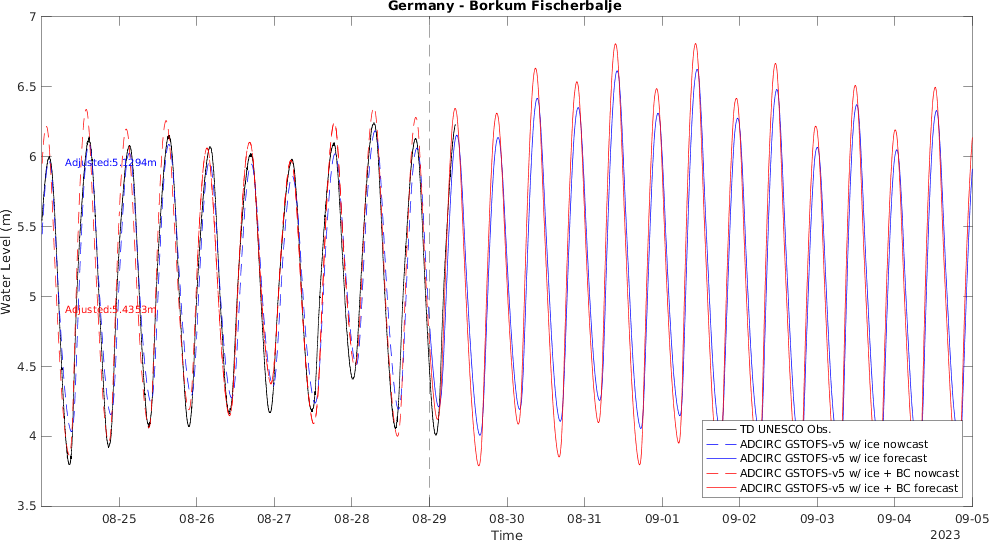 Germany - Borkum Fischerbalje
7
6.5
6
5.5
5
4.5
4
3.5
Water Level (m)
Adjusted:5.1294m
Adjusted:5.4353m
TD UNESCO Obs.
ADCIRC GSTOFS-v5 w/ ice nowcast
ADCIRC GSTOFS-v5 w/ ice forecast
ADCIRC GSTOFS-v5 w/ ice + BC nowcast
ADCIRC GSTOFS-v5 w/ ice + BC forecast
08-25 08-26 08-27 08-28 08-29 08-30 08-31 09-01 09-02 09-03 09-04 09-05
Time
2023